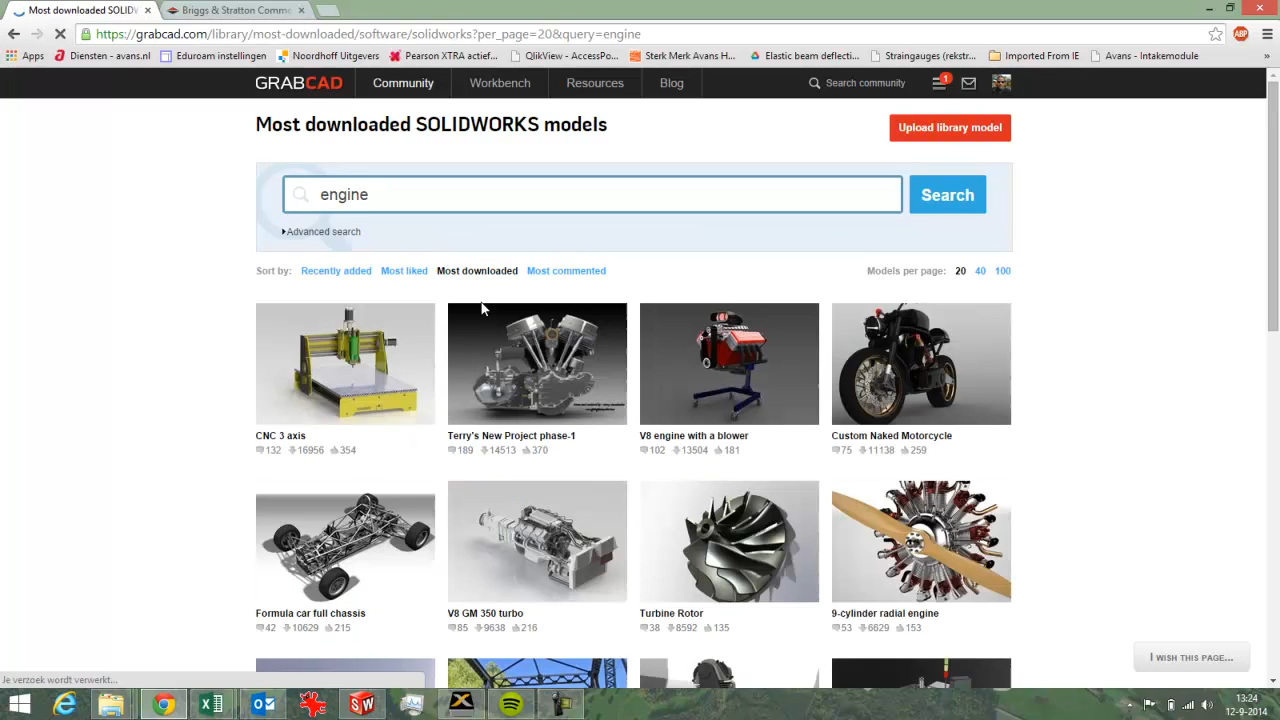 Most downloaded SOLIDW
Briggs & Stratton Comme
https://grabcad.com/library/most-downloaded/software/solidworks?per_page=20&query=engine
ABP
Apps
Diensten - avans.nl
Eduroam instellingen
Noordhoff Uitgevers
Pearson XTRA actief...
QlikView - AccessPo...
Sterk Merk Avans H...
Elastic beam deflecti...
Straingauges (rekstr...
Imported From IE
Avans - Intakemodule
»
GRABCAD
Community
Workbench
Resources
Blog
Search community
1
Most downloaded SOLIDWORKS models
Upload library model
engine
Search
Advanced search
Sort by: Recently added Most liked Most downloaded Most commented
Models per page: 20 40 100
CNC 3 axis
132 16956 354
Terry's New Project phase-1
189 14513 370
V8 engine with a blower
102 13504 181
Custom Naked Motorcycle
75 11138 259
Formula car full chassis
42 10629 215
V8 GM 350 turbo
85 9638 216
Turbine Rotor
38 8592 135
9-cylinder radial engine
53 6629 153
I WISH THIS PAGE...
Je verzoek wordt verwerkt...
13:24
12-9-2014